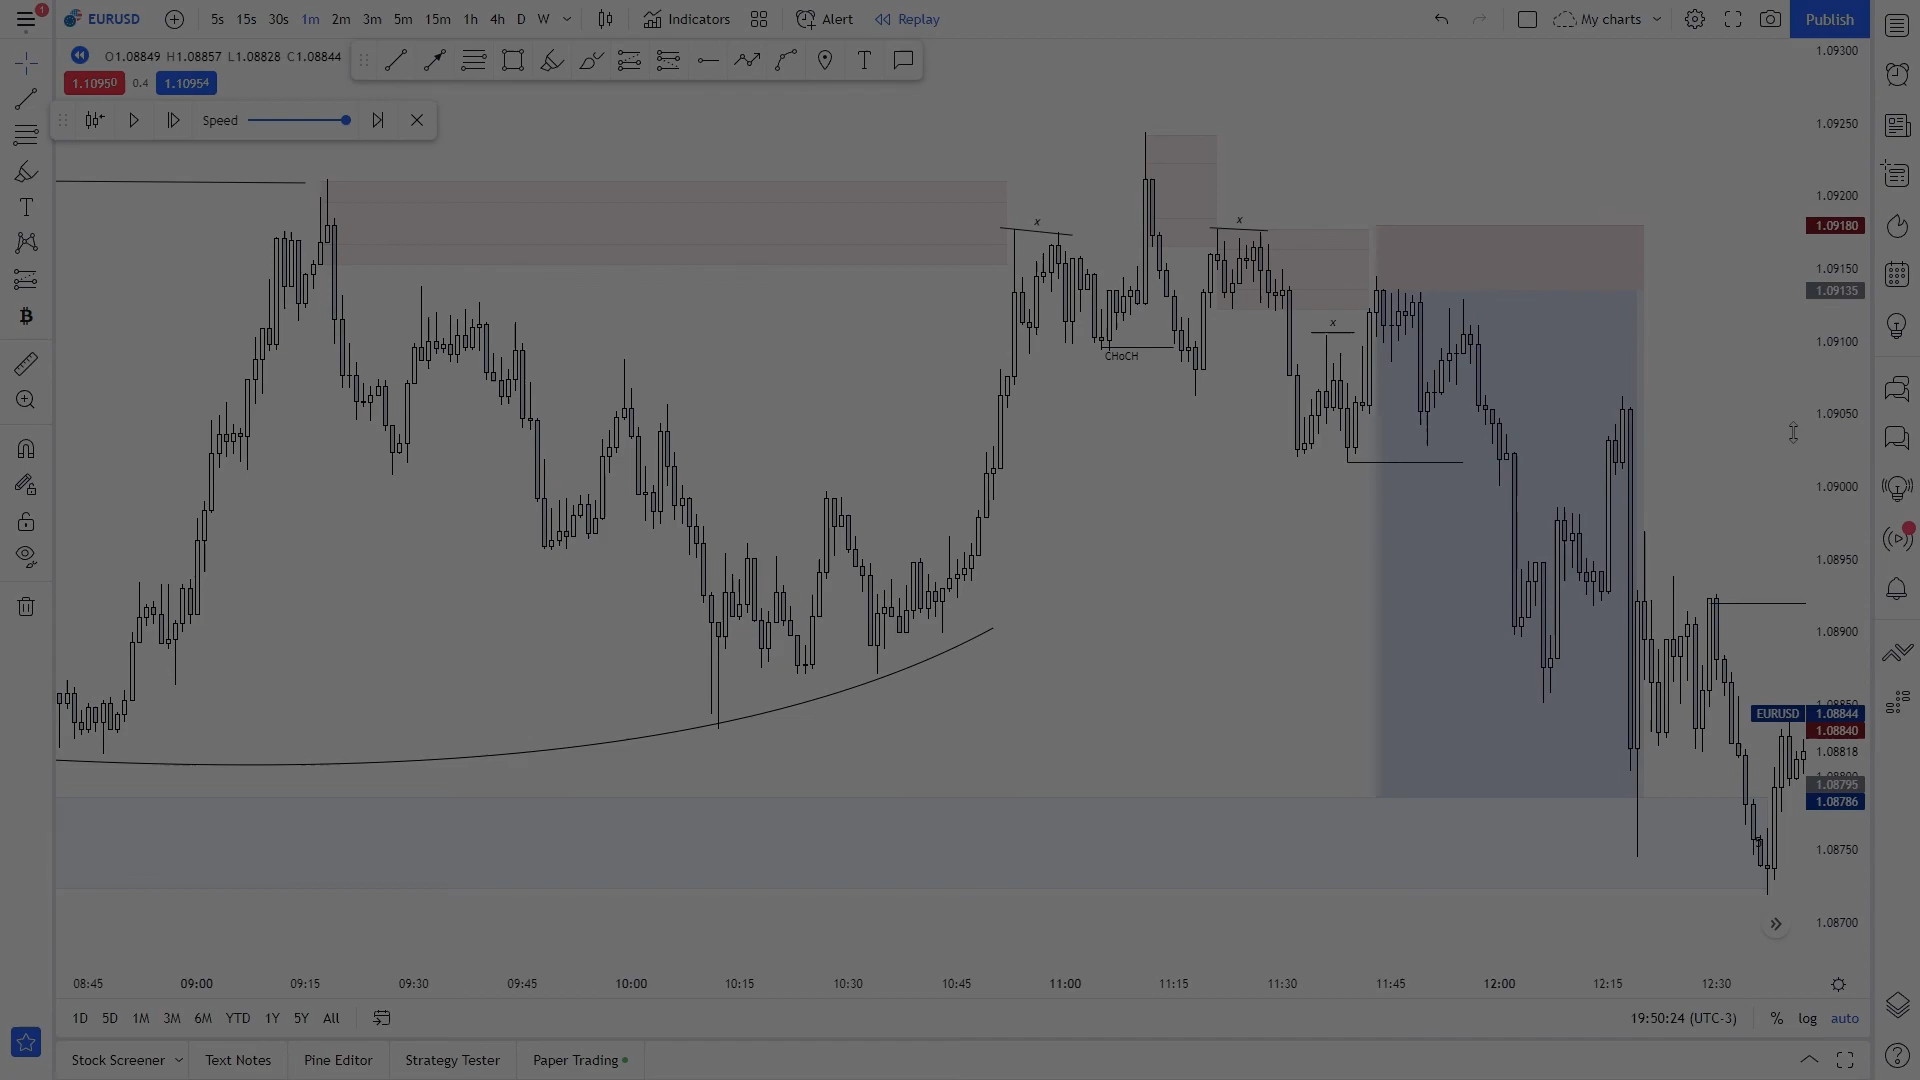 1
EURUSD 5s 15s 30s 1m 2m 3m 5m 15m 1h 4h D W Indicators Alert Replay My charts Publish
O1.08849 H1.08857 L1.08828 C1.08844
1.10950 0.4 1.10954
Speed
1.09300
1.09250
1.09200
1.09180
1.09150
1.09135
1.09100
1.09050
1.09000
1.08950
1.08900
EURUSD 1.08844
1.08840
1.08818
1.08795
1.08786
1.08750
1.08700
x
x
x
CHoCH
08:45 09:00 09:15 09:30 09:45 10:00 10:15 10:30 10:45 11:00 11:15 11:30 11:45 12:00 12:15 12:30
1D 5D 1M 3M 6M YTD 1Y 5Y All 19:50:24 (UTC-3) % log auto
Stock Screener Text Notes Pine Editor Strategy Tester Paper Trading